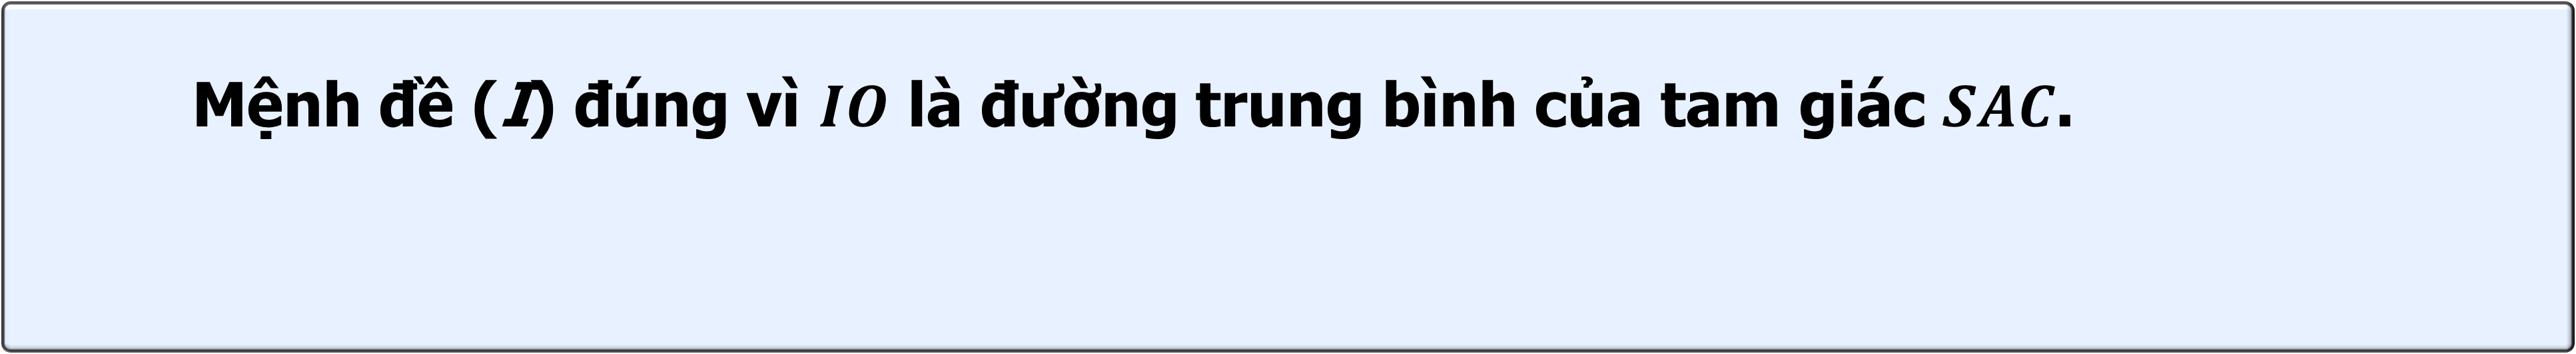 Mệnh đề (I) đúng vì IO là đường trung bình của tam giác SAC.